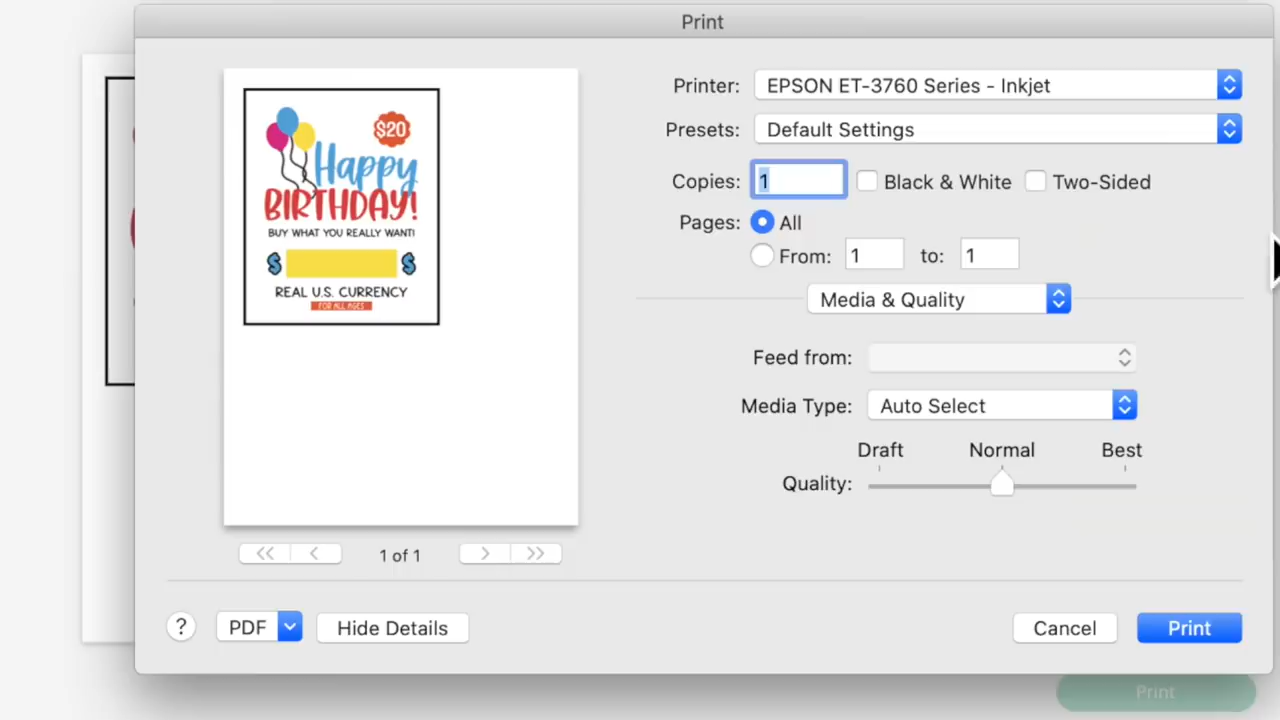 Print
Printer: EPSON ET-3760 Series - Inkjet
Presets: Default Settings
Copies: 1 Black & White Two-Sided
Pages: All
From: 1 to: 1
Media & Quality
Feed from:
Media Type: Auto Select
Draft Normal Best
Quality:
$20
Happy
BIRTHDAY!
BUY WHAT YOU REALLY WANT!
$ $
REAL U.S. CURRENCY
FOR ALL AGES
<< < 1 of 1 > >>
? PDF Hide Details Cancel Print
Print